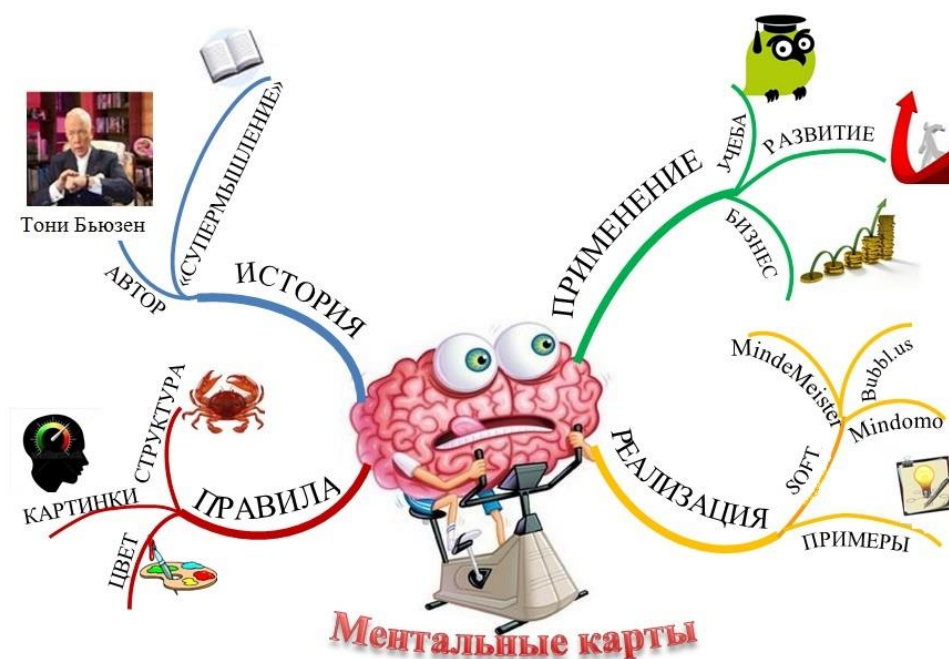 «СУПЕРМЫШЛЕНИЕ»
Тони Бьюзен
АВТОР
ИСТОРИЯ
ПРИМЕНЕНИЕ
УЧЕБА
РАЗВИТИЕ
БИЗНЕС
СТРУКТУРА
КАРТИНКИ
ЦВЕТ
ПРАВИЛА
РЕАЛИЗАЦИЯ
SOFT
MindeMeister
Bubbl.us
Mindomo
ПРИМЕРЫ
Ментальные карты